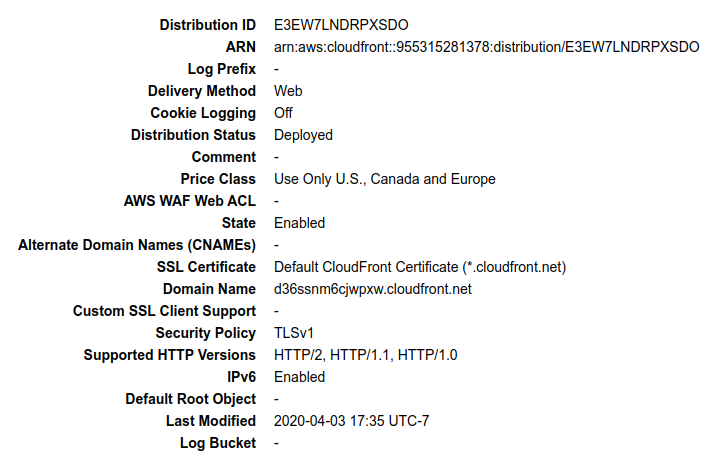 Distribution ID E3EW7LNDRPXSDO
ARN arn:aws:cloudfront::955315281378:distribution/E3EW7LNDRPXSDO
Log Prefix -
Delivery Method Web
Cookie Logging Off
Distribution Status Deployed
Comment -
Price Class Use Only U.S., Canada and Europe
AWS WAF Web ACL -
State Enabled
Alternate Domain Names (CNAMEs) -
SSL Certificate Default CloudFront Certificate (*.cloudfront.net)
Domain Name d36ssnm6cjwpxw.cloudfront.net
Custom SSL Client Support -
Security Policy TLSv1
Supported HTTP Versions HTTP/2, HTTP/1.1, HTTP/1.0
IPv6 Enabled
Default Root Object -
Last Modified 2020-04-03 17:35 UTC-7
Log Bucket -